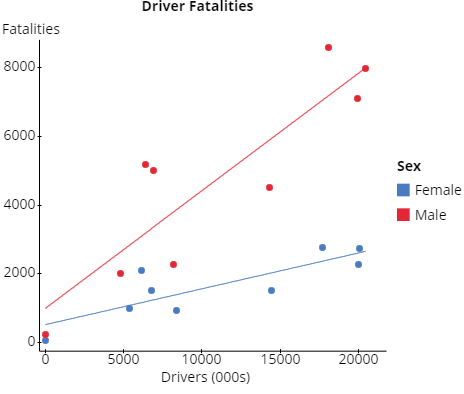 Driver Fatalities
Fatalities
8000
6000
4000
2000
0
0 5000 10000 15000 20000
Drivers (000s)
Sex
Female
Male